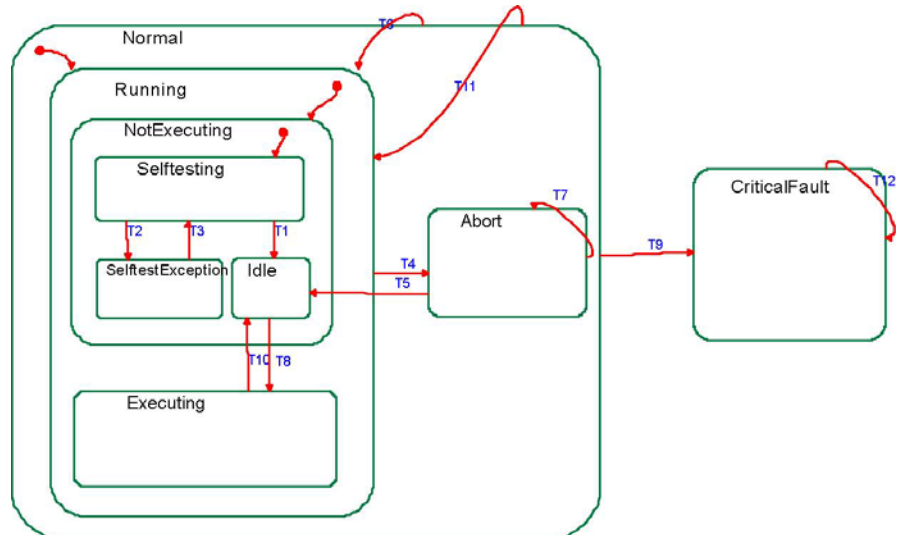 Normal
T6
T11
Running
NotExecuting
Selftesting
T2
T3
T1
SelftestException
Idle
T10
T8
Executing
T4
T5
Abort
T7
T9
CriticalFault
T12